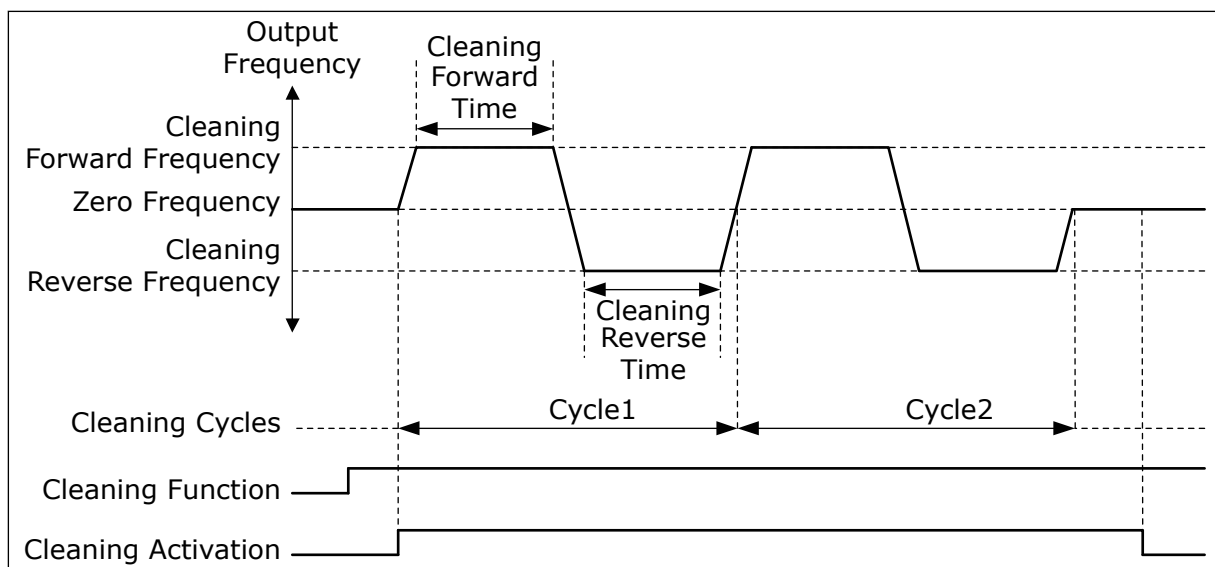 Output
Frequency
Cleaning
Forward
Time
Cleaning
Forward Frequency
Zero Frequency
Cleaning
Reverse Frequency
Cleaning
Reverse
Time
Cleaning Cycles
Cycle1
Cycle2
Cleaning Function
Cleaning Activation